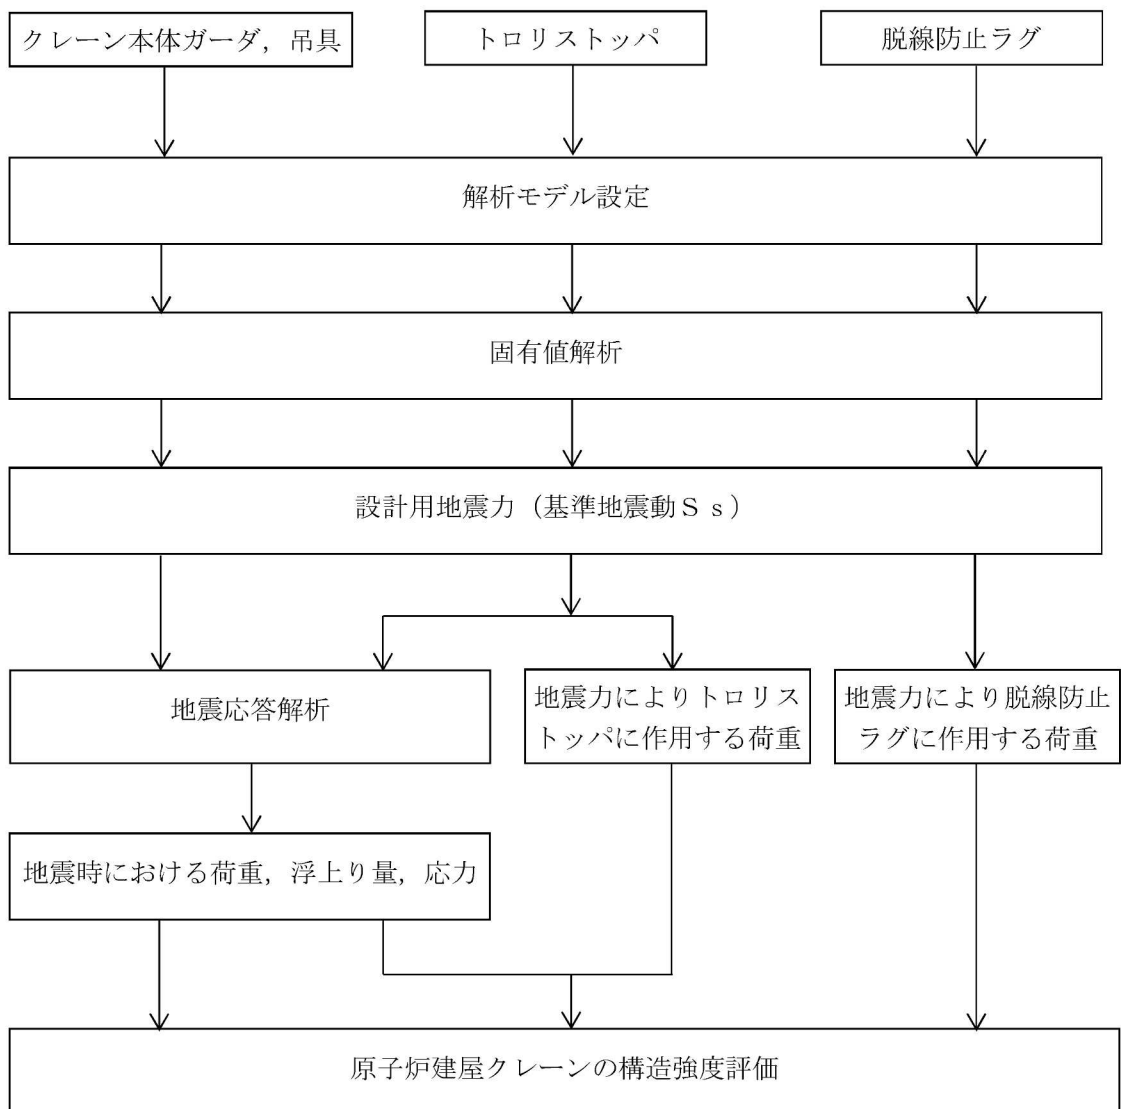 クレーン本体ガーダ，吊具
トロリストッパ
脱線防止ラグ
解析モデル設定
固有値解析
設計用地震力（基準地震動Ｓｓ）
地震応答解析
地震力によりトロリス
トッパに作用する荷重
地震力により脱線防止
ラグに作用する荷重
地震時における荷重，浮上り量，応力
原子炉建屋クレーンの構造強度評価